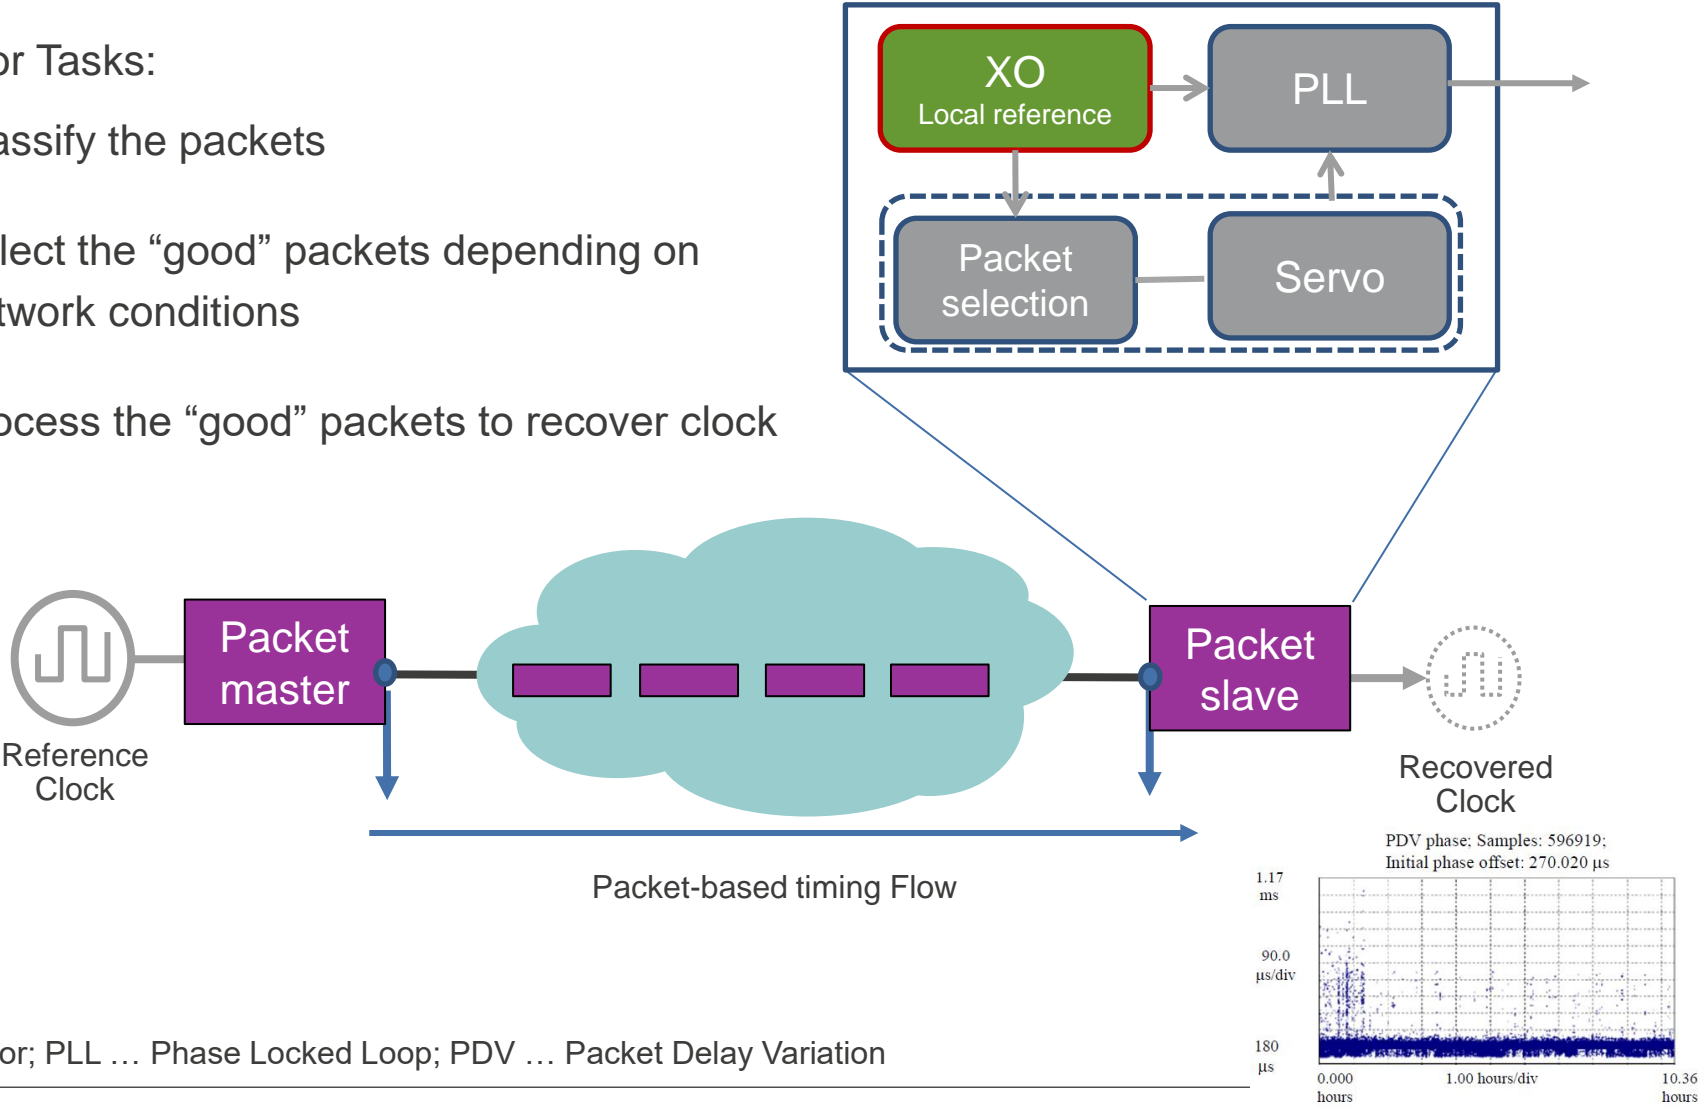 or Tasks:
assify the packets
lect the “good” packets depending on
twork conditions
ocess the “good” packets to recover clock
XO
Local reference
PLL
Packet
selection
Servo
Packet
master
Packet
slave
Reference
Clock
Recovered
Clock
Packet-based timing Flow
PDV phase; Samples: 596919;
Initial phase offset: 270.020 µs
1.17
ms
90.0
µs/div
180
µs
0.000
hours
1.00 hours/div
10.36
hours
or; PLL … Phase Locked Loop; PDV … Packet Delay Variation